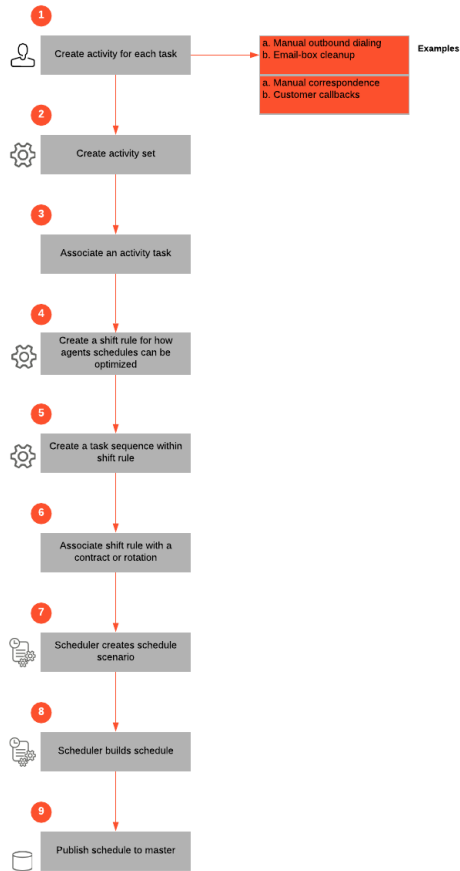 1
Create activity for each task
a. Manual outbound dialing
b. Email-box cleanup
Examples
a. Manual correspondence
b. Customer callbacks
2
Create activity set
3
Associate an activity task
4
Create a shift rule for how
agents schedules can be
optimized
5
Create a task sequence within
shift rule
6
Associate shift rule with a
contract or rotation
7
Scheduler creates schedule
scenario
8
Scheduler builds schedule
9
Publish schedule to master